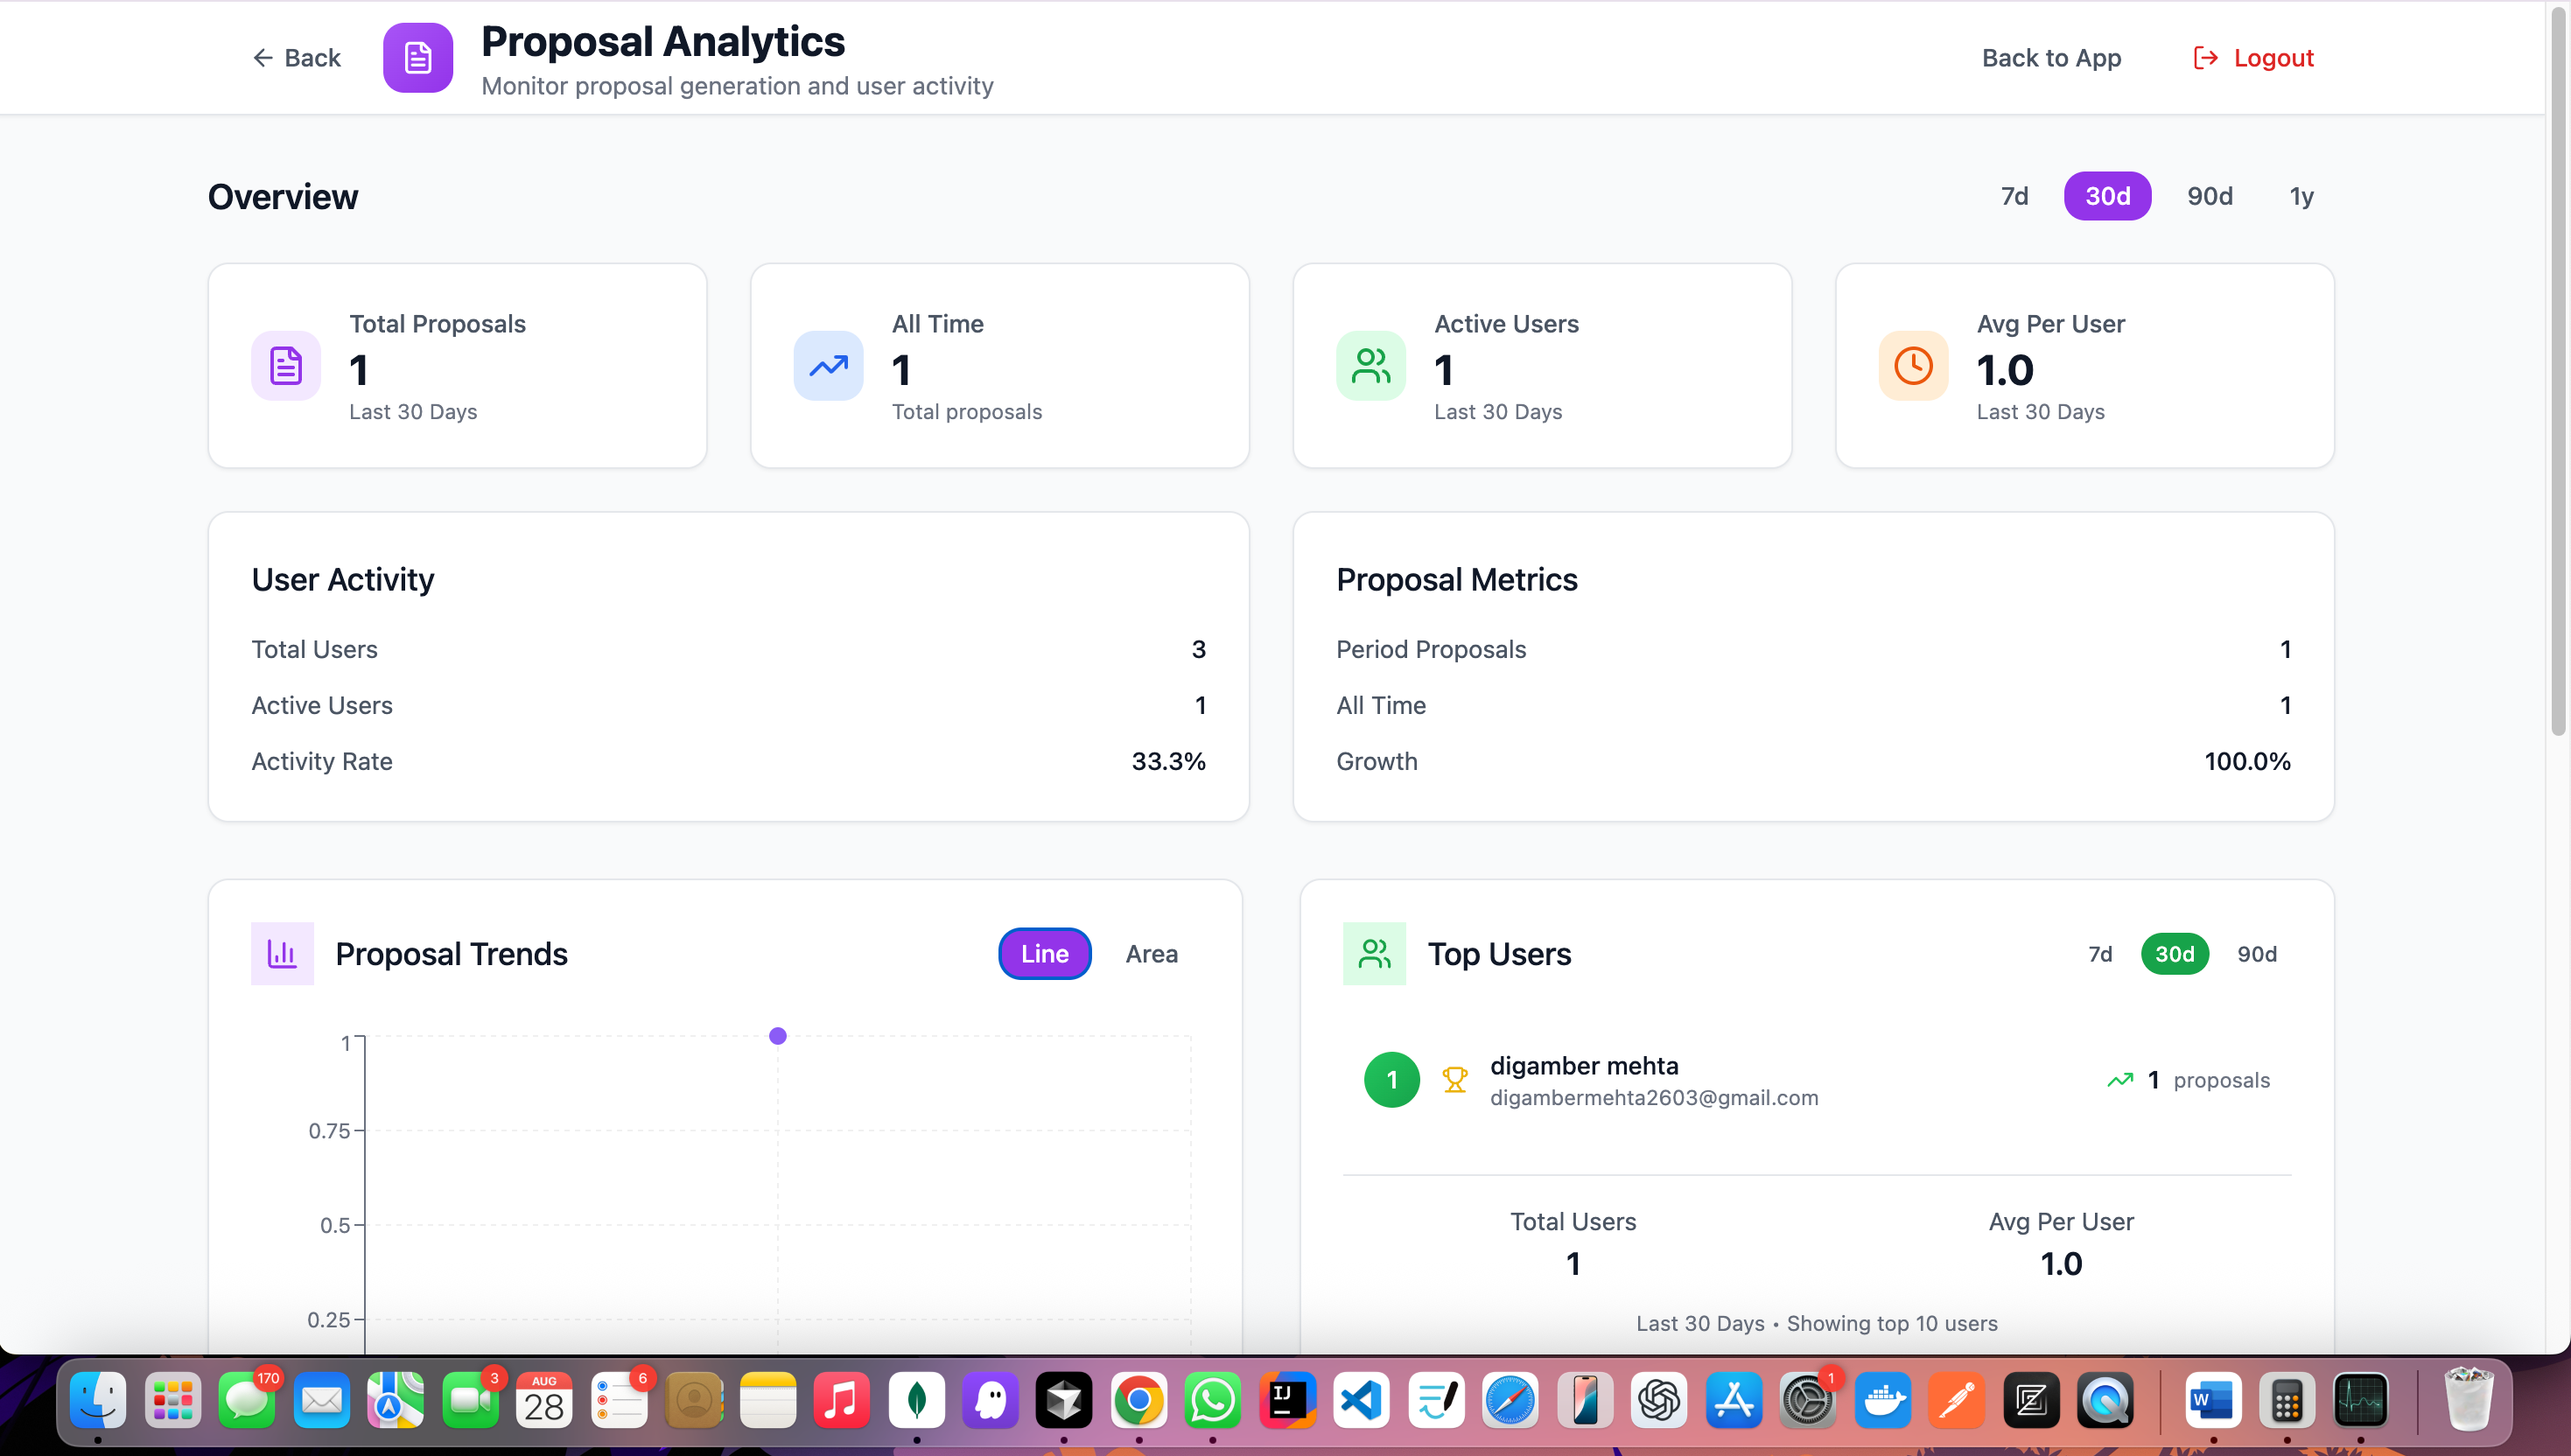 Back
Proposal Analytics
Monitor proposal generation and user activity
Back to App
Logout
Overview
7d
30d
90d
1y
Total Proposals
1
Last 30 Days
All Time
1
Total proposals
Active Users
1
Last 30 Days
Avg Per User
1.0
Last 30 Days
User Activity
Total Users 3
Active Users 1
Activity Rate 33.3%
Proposal Metrics
Period Proposals 1
All Time 1
Growth 100.0%
Proposal Trends
Line
Area
1
0.75
0.5
0.25
Top Users
7d
30d
90d
1
digamber mehta
digambermehta2603@gmail.com
1 proposals
Total Users
1
Avg Per User
1.0
Last 30 Days • Showing top 10 users
170
3
AUG
28
6
IJ
1
W